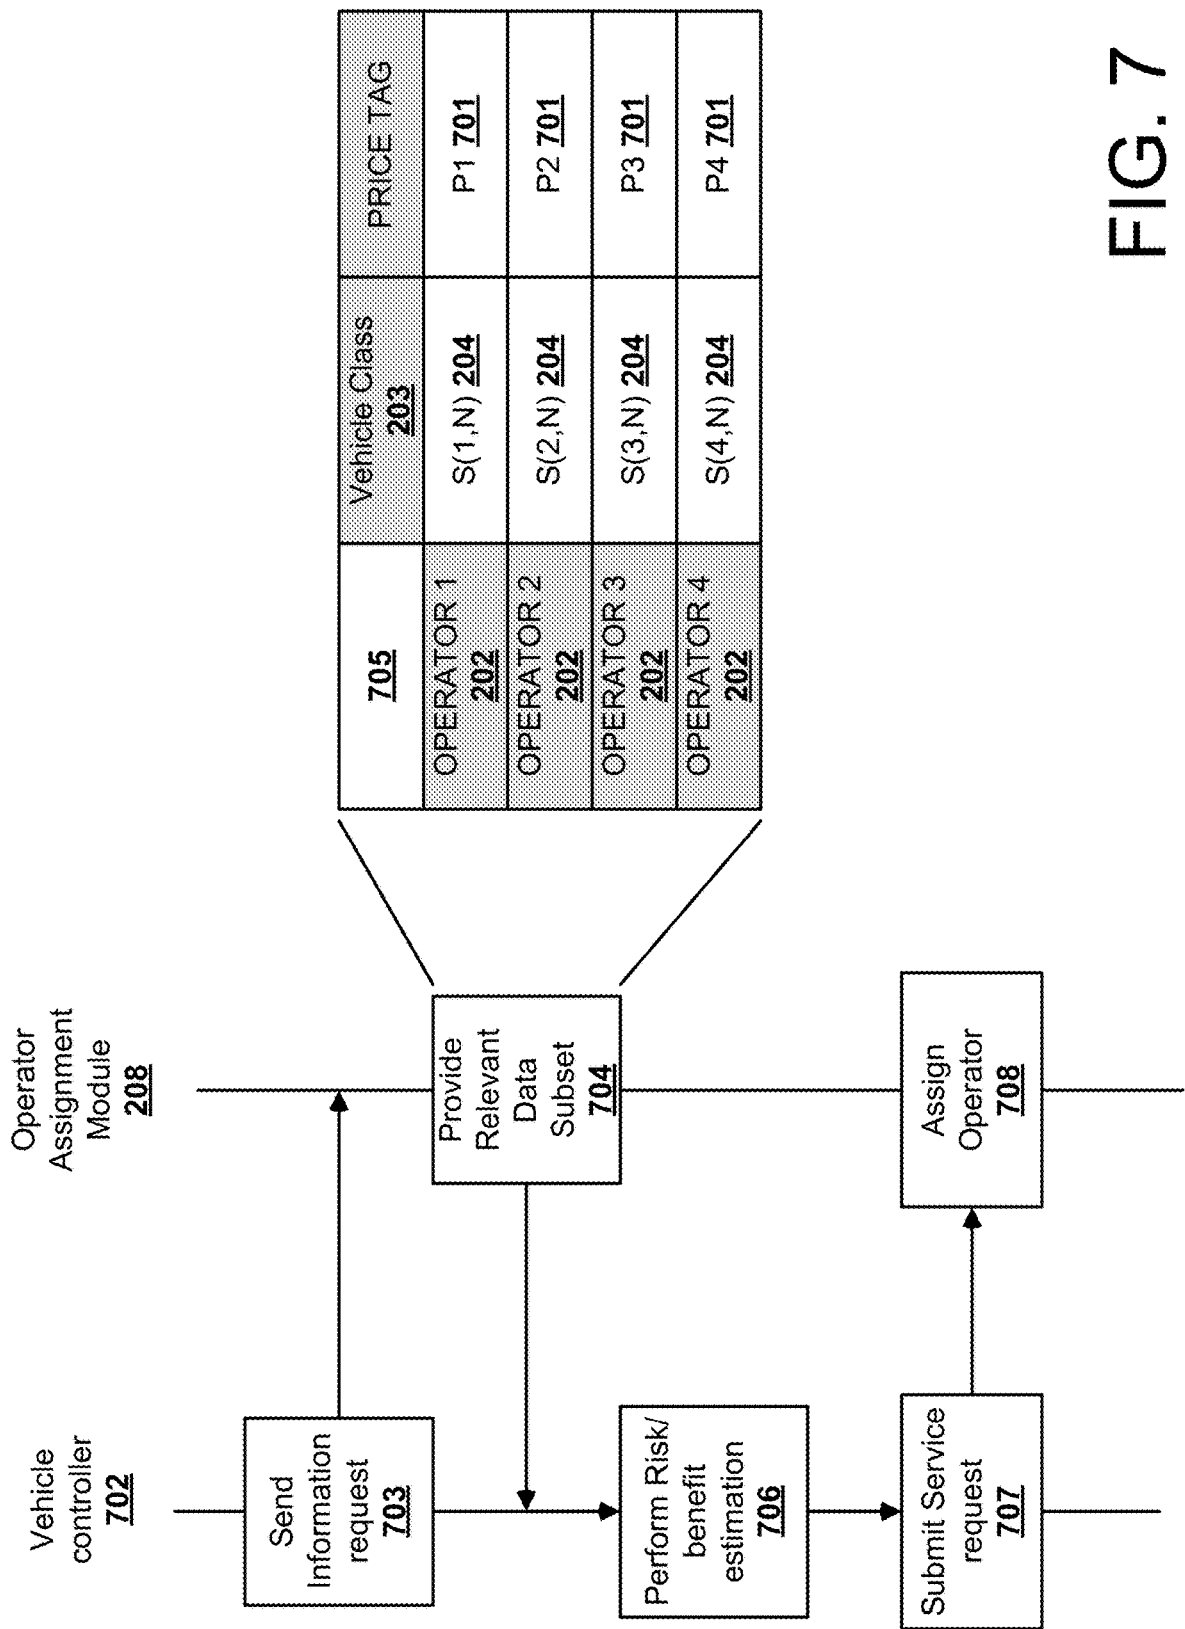 Vehicle
controller
702
Operator
Assignment
Module
208
Send
Information
request
703
Provide
Relevant
Data
Subset
704
Perform Risk/
benefit
estimation
706
Submit Service
request
707
Assign
Operator
708
705
Vehicle Class
203
PRICE TAG
OPERATOR 1
202
S(1,N) 204
P1 701
OPERATOR 2
202
S(2,N) 204
P2 701
OPERATOR 3
202
S(3,N) 204
P3 701
OPERATOR 4
202
S(4,N) 204
P4 701
FIG. 7